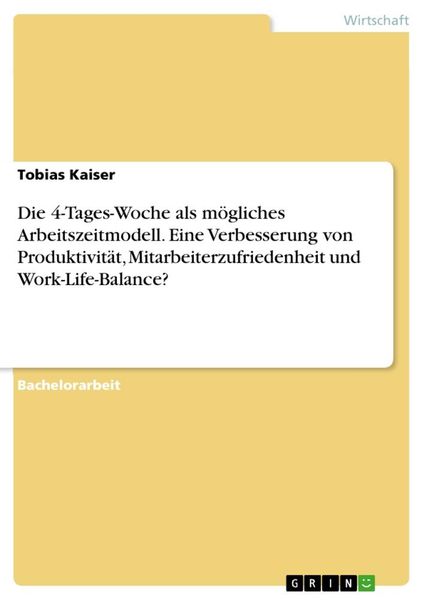 Wirtschaft
Tobias Kaiser
Die 4-Tages-Woche als mögliches
Arbeitszeitmodell. Eine Verbesserung von
Produktivität, Mitarbeiterzufriedenheit und
Work-Life-Balance?
Bachelorarbeit
GRIN